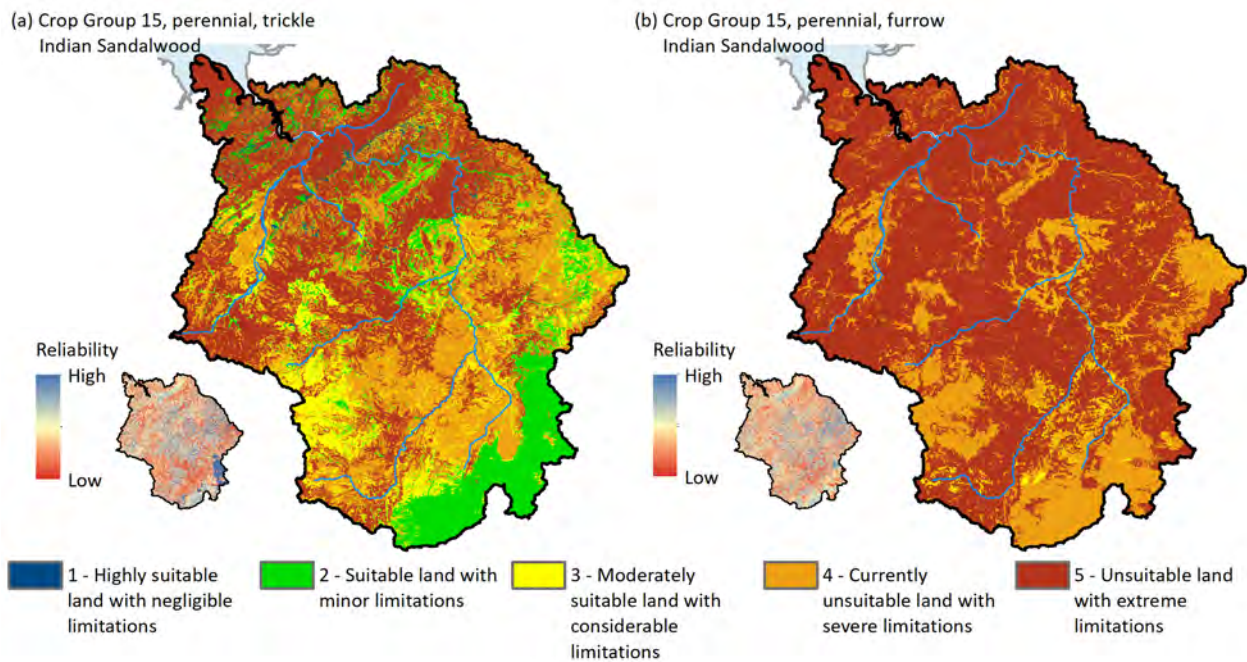 (a) Crop Group 15, perennial, trickle
Indian Sandalwood
(b) Crop Group 15, perennial, furrow
Indian Sandalwood
Reliability
High
Low
Reliability
High
Low
1 - Highly suitable
land with negligible
limitations
2 - Suitable land with
minor limitations
3 - Moderately
suitable land with
considerable
limitations
4 - Currently
unsuitable land with
severe limitations
5 - Unsuitable land
with extreme
limitations